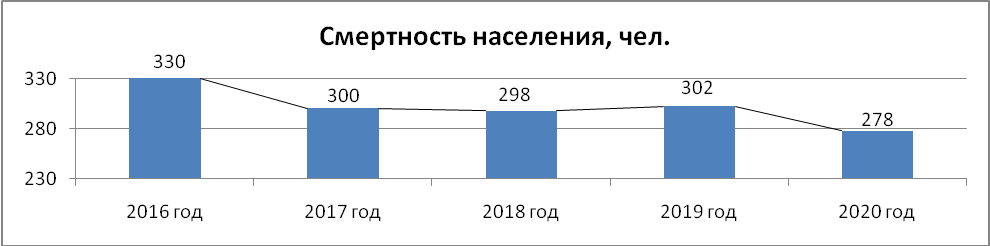 Смертность населения, чел.
330
300
298
302
278
330
280
230
2016 год
2017 год
2018 год
2019 год
2020 год